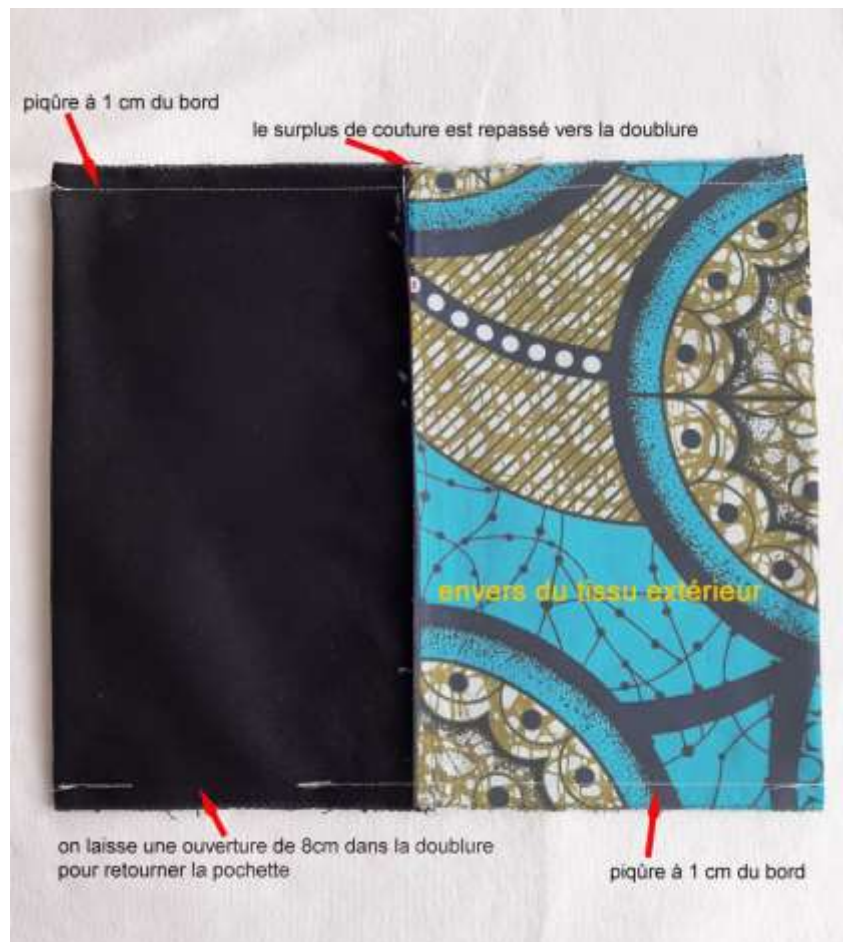 piqûre à 1 cm du bord
le surplus de couture est repassé vers la doublure
envers du tissu extérieur
on laisse une ouverture de 8cm dans la doublure
pour retourner la pochette
piqûre à 1 cm du bord